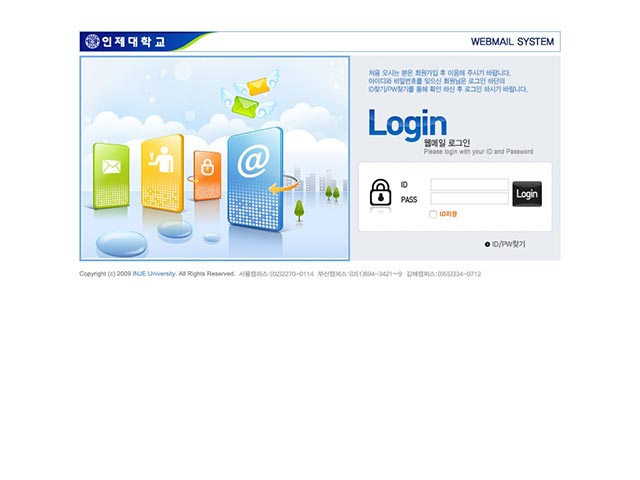 인제대학교
WEBMAIL SYSTEM
처음 오시는 분은 회원가입 후 이용해 주시기 바랍니다.
아이디와 비밀번호를 잊으신 회원님은 로그인 하단의
ID찾기/PW찾기를 통해 확인 하신 후 로그인 하시기 바랍니다.
Login
웹메일 로그인
Please login with your ID and Password
@
ID
PASS
Login
ID저장
ID/PW찾기
Copyright (c) 2009 INJE University. All Rights Reserved. 서울캠퍼스:(02)2270-0114 부산캠퍼스:(051)694-3421~9 김해캠퍼스:(055)334-0712